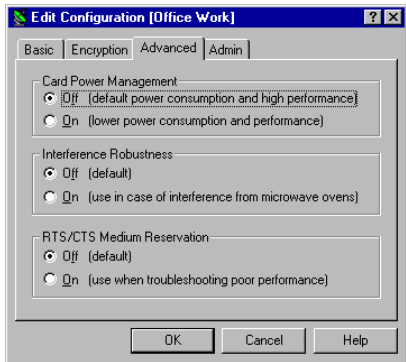 Edit Configuration [Office Work]
Basic Encryption Advanced Admin
Card Power Management
Off (default power consumption and high performance)
On (lower power consumption and performance)
Interference Robustness
Off (default)
On (use in case of interference from microwave ovens)
RTS/CTS Medium Reservation
Off (default)
On (use when troubleshooting poor performance)
OK Cancel Help